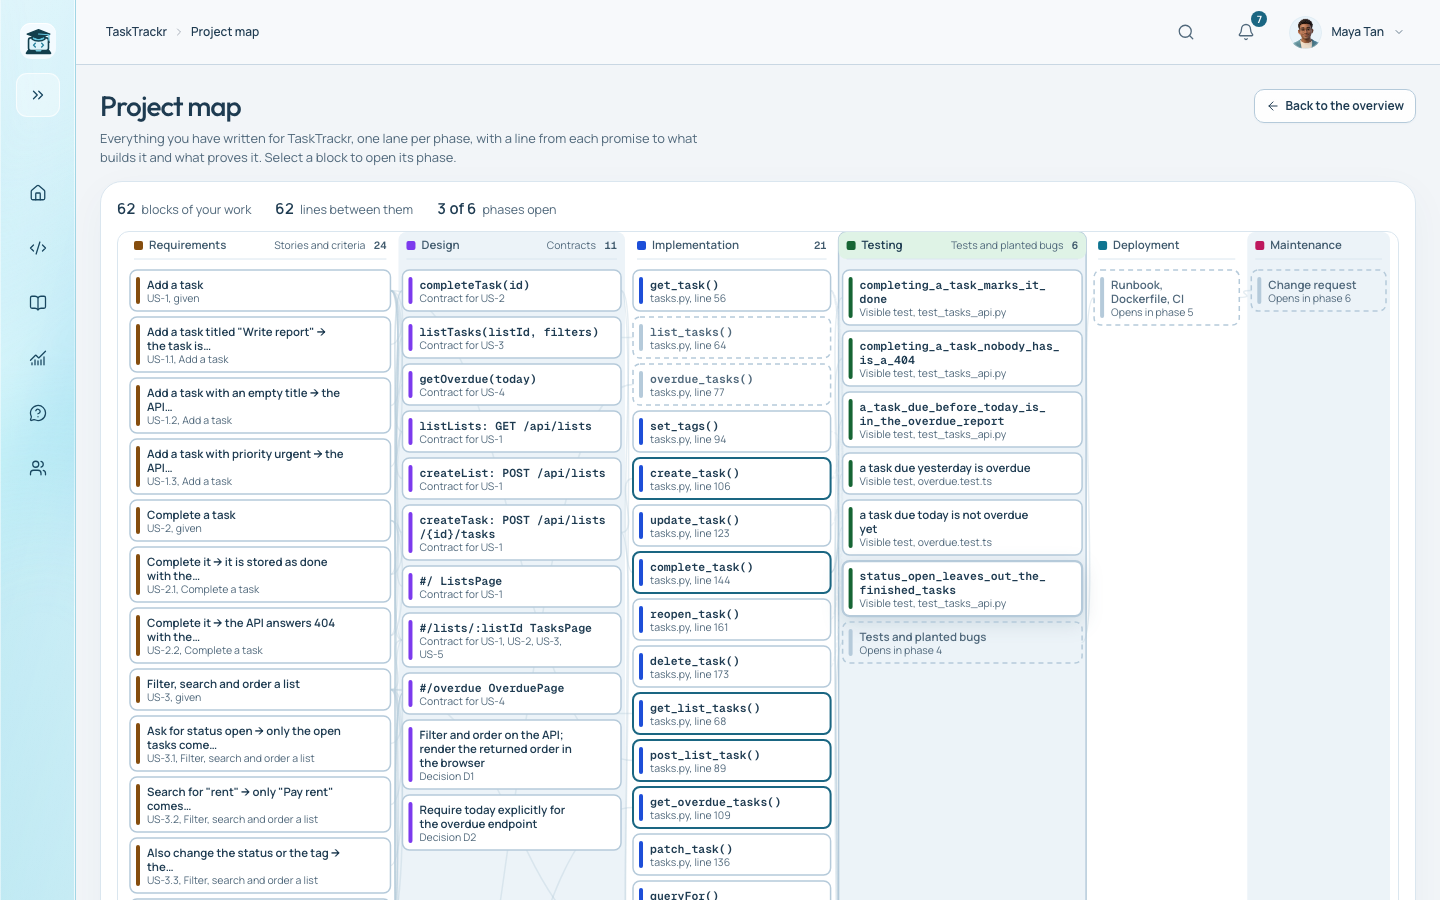 TaskTrackr
Project map
7
Maya Tan
Project map
Back to the overview
Everything you have written for TaskTrackr, one lane per phase, with a line from each promise to what
builds it and what proves it. Select a block to open its phase.
62 blocks of your work
62 lines between them
3 of 6 phases open
Requirements
Stories and criteria 24
Add a task
US-1, given
Add a task titled "Write report" →
the task is...
US-1.1, Add a task
Add a task with an empty title → the
API...
US-1.2, Add a task
Add a task with priority urgent → the
API...
US-1.3, Add a task
Complete a task
US-2, given
Complete it → it is stored as done
with the...
US-2.1, Complete a task
Complete it → the API answers 404
with the...
US-2.2, Complete a task
Filter, search and order a list
US-3, given
Ask for status open → only the open
tasks come...
US-3.1, Filter, search and order a list
Search for "rent" → only "Pay rent"
comes...
US-3.2, Filter, search and order a list
Also change the status or the tag →
the...
US-3.3, Filter, search and order a list
Design
Contracts 11
completeTask(id)
Contract for US-2
listTasks(listId, filters)
Contract for US-3
getOverdue(today)
Contract for US-4
listLists: GET /api/lists
Contract for US-1
createList: POST /api/lists
Contract for US-1
createTask: POST /api/lists
/{id}/tasks
Contract for US-1
#/ ListsPage
Contract for US-1
#/lists/:listId TasksPage
Contract for US-1, US-2, US-3,
US-5
#/overdue OverduePage
Contract for US-4
Filter and order on the API;
render the returned order in
the browser
Decision D1
Require today explicitly for
the overdue endpoint
Decision D2
Implementation
21
get_task()
tasks.py, line 56
list_tasks()
tasks.py, line 64
overdue_tasks()
tasks.py, line 77
set_tags()
tasks.py, line 94
create_task()
tasks.py, line 106
update_task()
tasks.py, line 123
complete_task()
tasks.py, line 144
reopen_task()
tasks.py, line 161
delete_task()
tasks.py, line 173
get_list_tasks()
tasks.py, line 68
post_list_task()
tasks.py, line 89
get_overdue_tasks()
tasks.py, line 109
patch_task()
tasks.py, line 136
queryFor()
Testing
Tests and planted bugs 6
completing_a_task_marks_it_
done
Visible test, test_tasks_api.py
completing_a_task_nobody_has_
is_a_404
Visible test, test_tasks_api.py
a_task_due_before_today_is_
in_the_overdue_report
Visible test, test_tasks_api.py
a task due yesterday is overdue
Visible test, overdue.test.ts
a task due today is not overdue
yet
Visible test, overdue.test.ts
status_open_leaves_out_the_
finished_tasks
Visible test, test_tasks_api.py
Tests and planted bugs
Opens in phase 4
Deployment
Runbook,
Dockerfile, CI
Opens in phase 5
Maintenance
Change request
Opens in phase 6